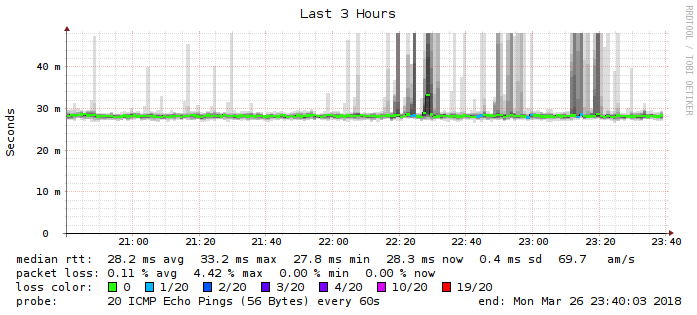 Last 3 Hours
RRDTOOL / TOBI OETIKER
Seconds
40 m
30 m
20 m
10 m
0
21:00 21:20 21:40 22:00 22:20 22:40 23:00 23:20 23:40
median rtt: 28.2 ms avg 33.2 ms max 27.8 ms min 28.3 ms now 0.4 ms sd 69.7 am/s
packet loss: 0.11 % avg 4.42 % max 0.00 % min 0.00 % now
loss color: 0 1/20 2/20 3/20 4/20 10/20 19/20
probe: 20 ICMP Echo Pings (56 Bytes) every 60s end: Mon Mar 26 23:40:03 2018